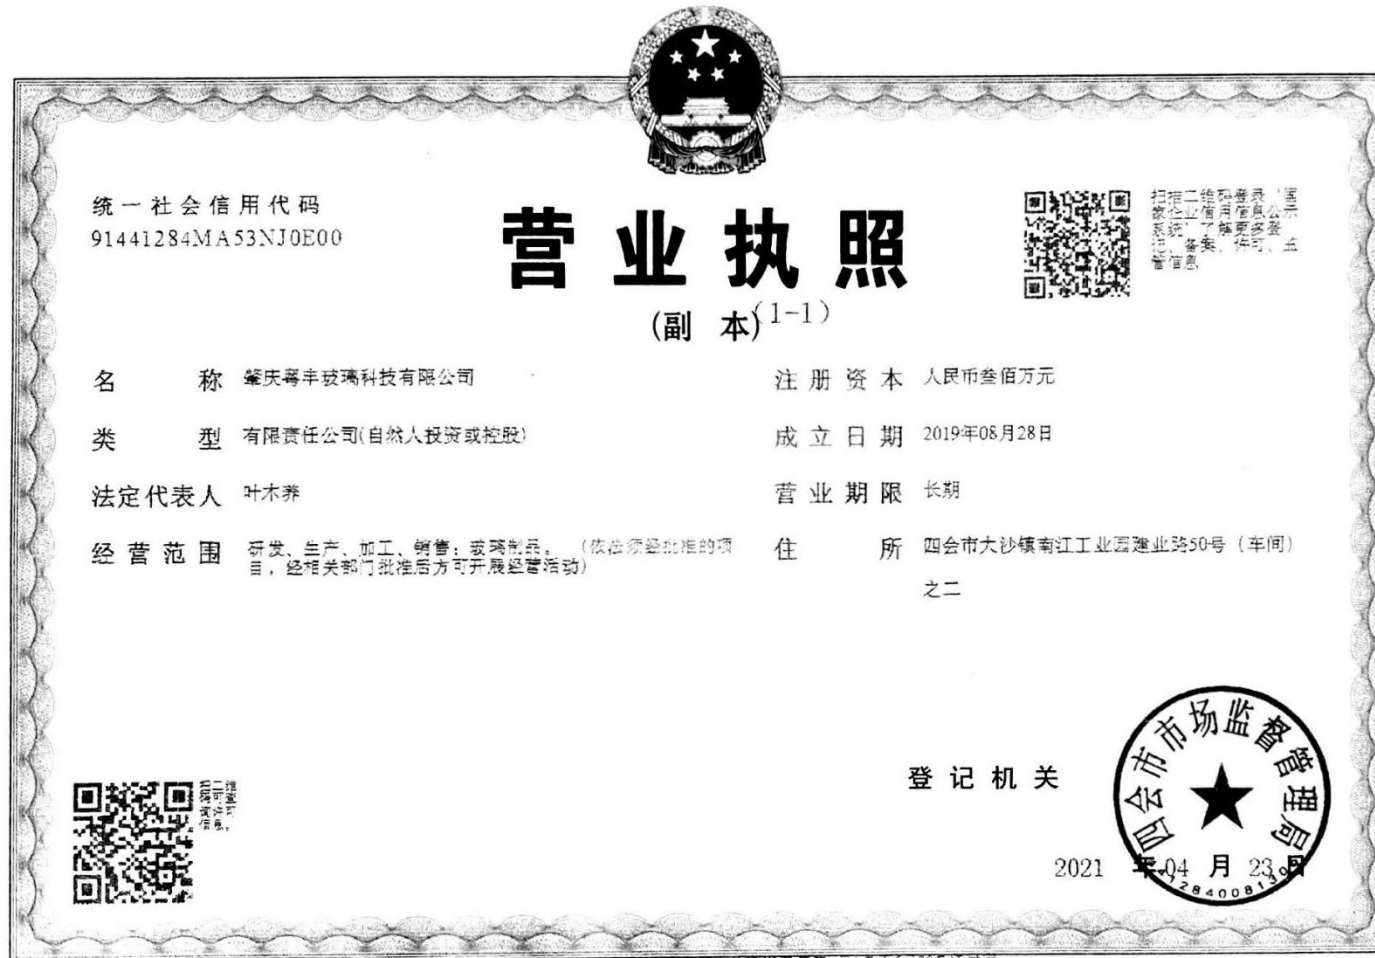 统一社会信用代码
91441284MA53NJ0E00
营业执照
(副 本)(1-1)
扫描二维码登录“国
家企业信用信息公示
系统”了解更多登
记、备案、许可、监
管信息
名 称 肇庆粤丰玻璃科技有限公司
类 型 有限责任公司(自然人投资或控股)
法定代表人 叶木养
经营范围 研发、生产、加工、销售：玻璃制品。（依法须经批准的项
目，经相关部门批准后方可开展经营活动）
注册资本 人民币叁佰万元
成立日期 2019年08月28日
营业期限 长期
住 所 四会市大沙镇南江工业园建业路50号（车间）
之二
登记机关
四会市市场监督管理局
2021 年 04 月 23 日